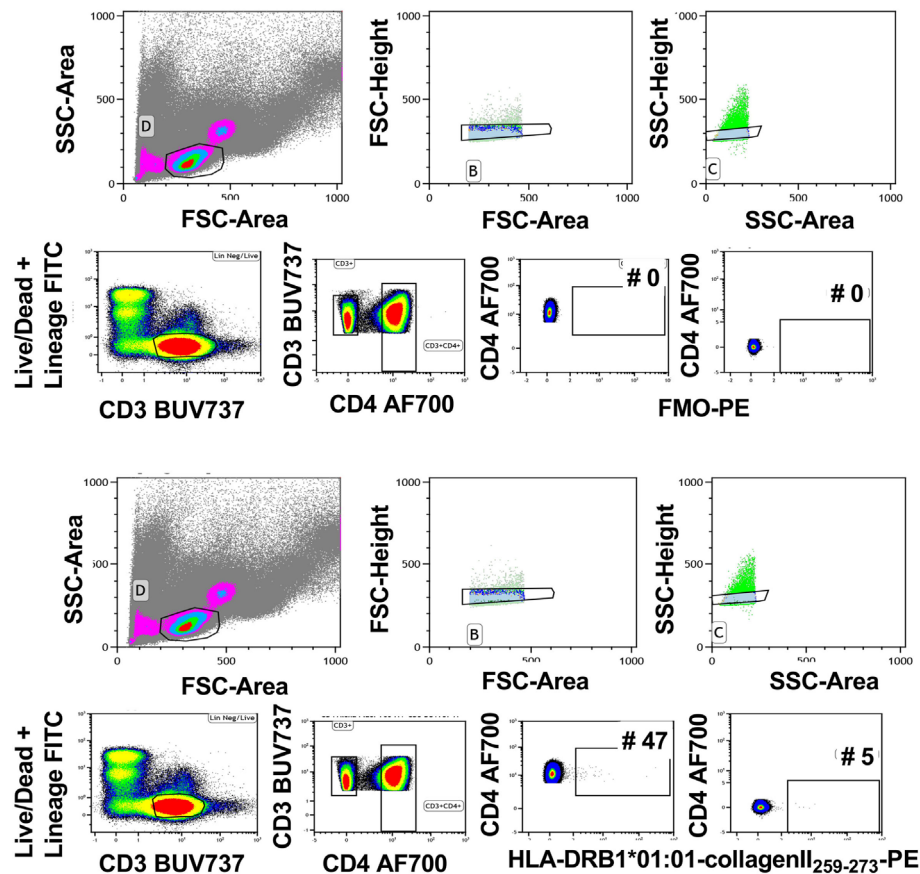 1000
500
0
SSC-Area
D
0
500
1000
FSC-Area
1000
500
0
FSC-Height
B
0
500
1000
FSC-Area
1000
500
0
SSC-Height
C
0
500
1000
SSC-Area
Live/Dead +
Lineage FITC
Lin Neg/Live
CD3 BUV737
CD3 BUV737
CD3+
CD3+CD4+
CD4 AF700
CD4 AF700
# 0
CD4 AF700
# 0
FMO-PE
1000
500
0
SSC-Area
D
0
500
1000
FSC-Area
1000
500
0
FSC-Height
B
0
500
1000
FSC-Area
1000
500
0
SSC-Height
C
0
500
1000
SSC-Area
Live/Dead +
Lineage FITC
Lin Neg/Live
CD3 BUV737
CD3 BUV737
CD3+
CD3+CD4+
CD4 AF700
CD4 AF700
# 47
CD4 AF700
# 5
HLA-DRB1*01:01-collagenII259-273-PE